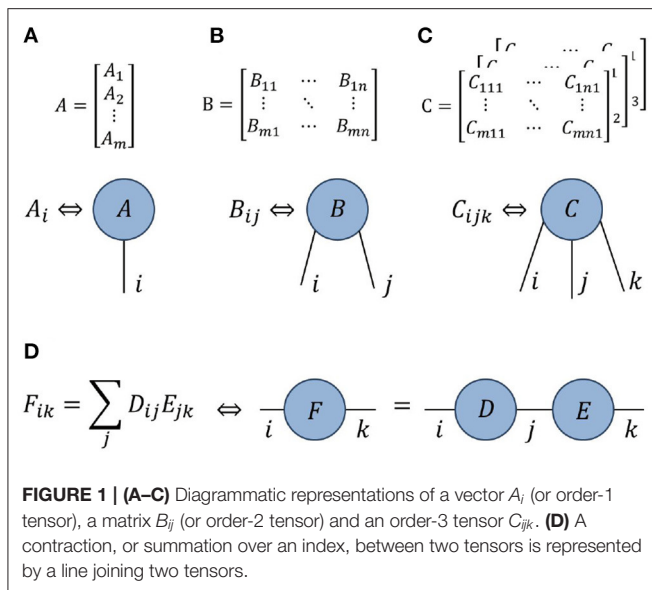 A
B
C
A = [A₁ A₂ ⋮ Aₘ]
B = [B₁₁ ⋯ B₁ₙ ⋮ ⋱ ⋮ Bₘ₁ ⋯ Bₘₙ]
C = [C₁₁₁ ⋯ C₁ₙ₁ ⋮ ⋱ ⋮ Cₘ₁₁ ⋯ Cₘₙ₁]
Aᵢ ⇔ A
Bᵢⱼ ⇔ B
Cᵢⱼₖ ⇔ C
i
i j
i j k
D
Fᵢₖ = ∑ⱼ DᵢⱼEⱼₖ ⇔ i F k = i D j E k
FIGURE 1 | (A–C) Diagrammatic representations of a vector Aᵢ (or order-1
tensor), a matrix Bᵢⱼ (or order-2 tensor) and an order-3 tensor Cᵢⱼₖ. (D) A
contraction, or summation over an index, between two tensors is represented
by a line joining two tensors.